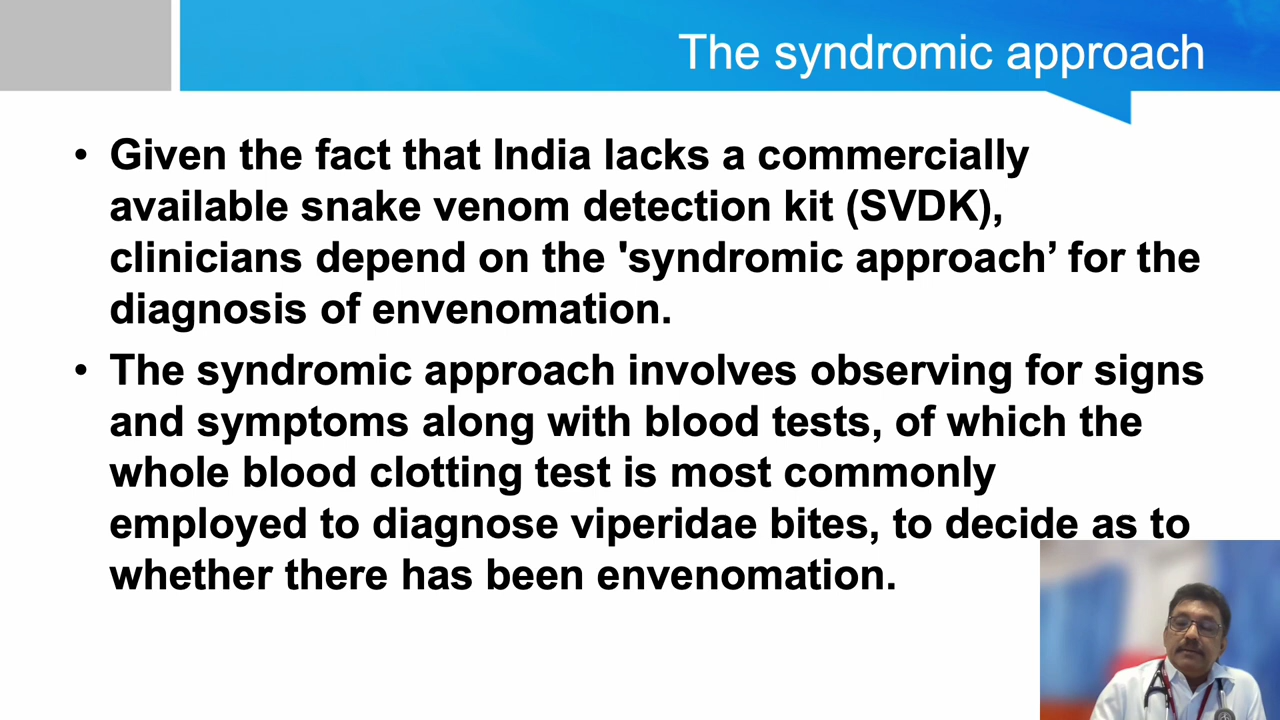 The syndromic approach
• Given the fact that India lacks a commercially
available snake venom detection kit (SVDK),
clinicians depend on the 'syndromic approach’ for the
diagnosis of envenomation.
• The syndromic approach involves observing for signs
and symptoms along with blood tests, of which the
whole blood clotting test is most commonly
employed to diagnose viperidae bites, to decide as to
whether there has been envenomation.